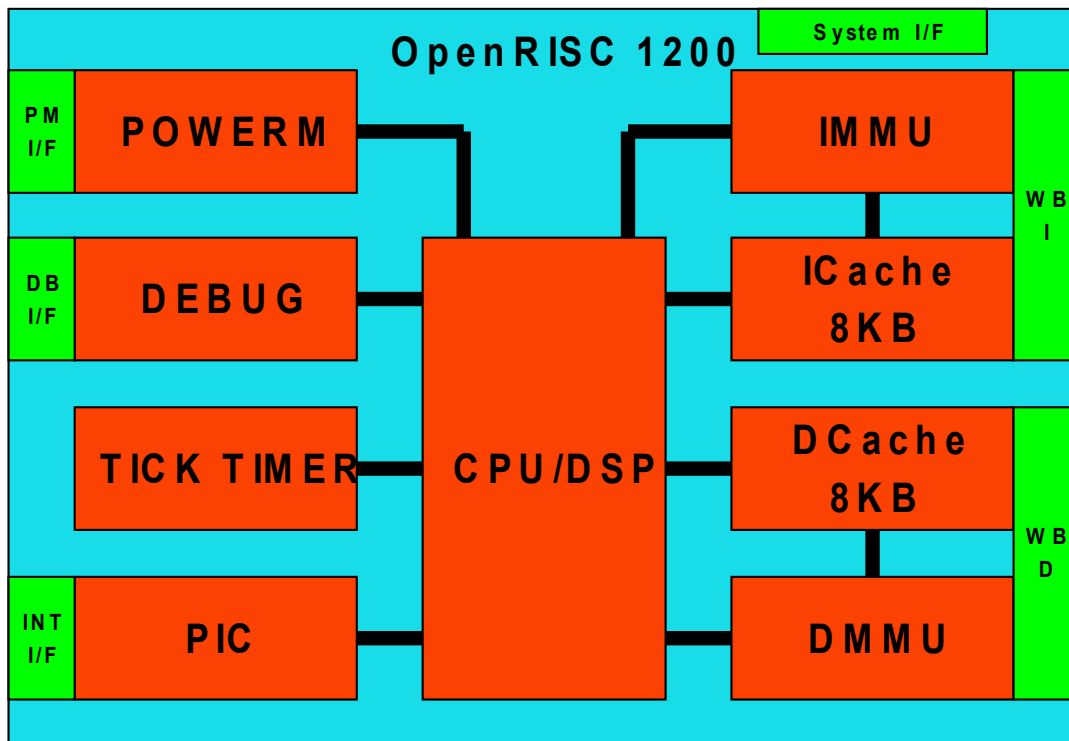 OpenRISC 1200
System I/F
PM
I/F
POWERM
IMMU
WB
I
DB
I/F
DEBUG
ICache
8KB
TICK TIMER
CPU/DSP
DCache
8KB
WB
D
INT
I/F
PIC
DMMU